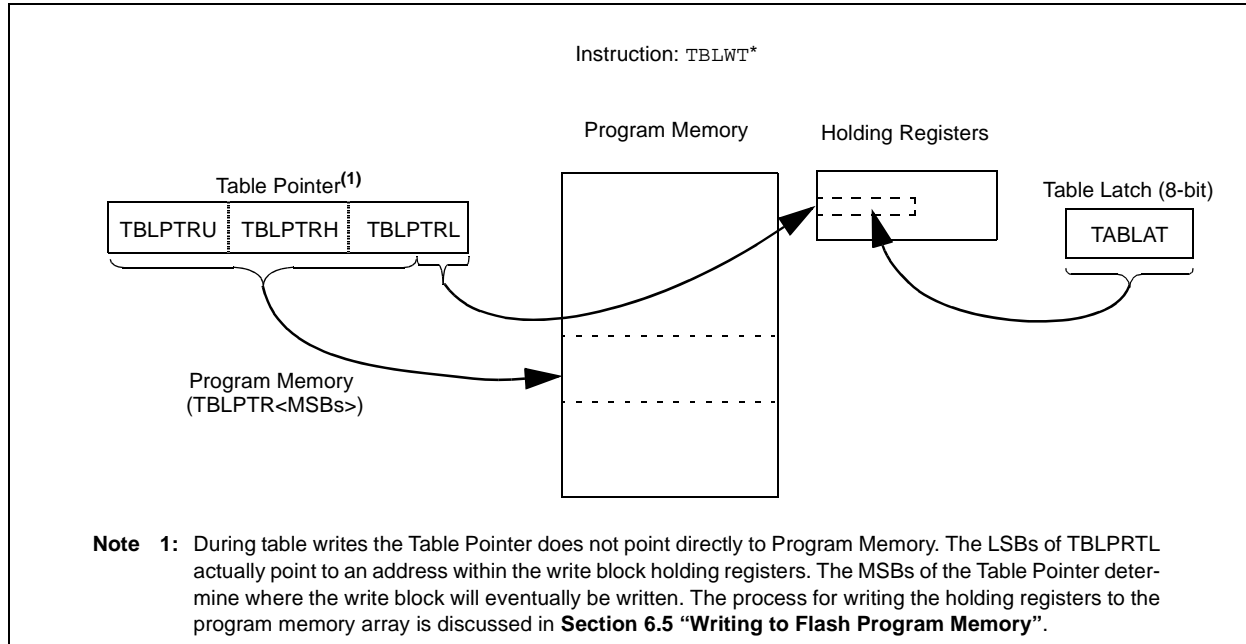 Instruction: TBLWT*
Program Memory
Holding Registers
Table Pointer(1)
Table Latch (8-bit)
TBLPTRU TBLPTRH TBLPTRL
TABLAT
Program Memory
(TBLPTR<MSBs>)
Note 1: During table writes the Table Pointer does not point directly to Program Memory. The LSBs of TBLPRTL
actually point to an address within the write block holding registers. The MSBs of the Table Pointer deter-
mine where the write block will eventually be written. The process for writing the holding registers to the
program memory array is discussed in Section 6.5 “Writing to Flash Program Memory”.